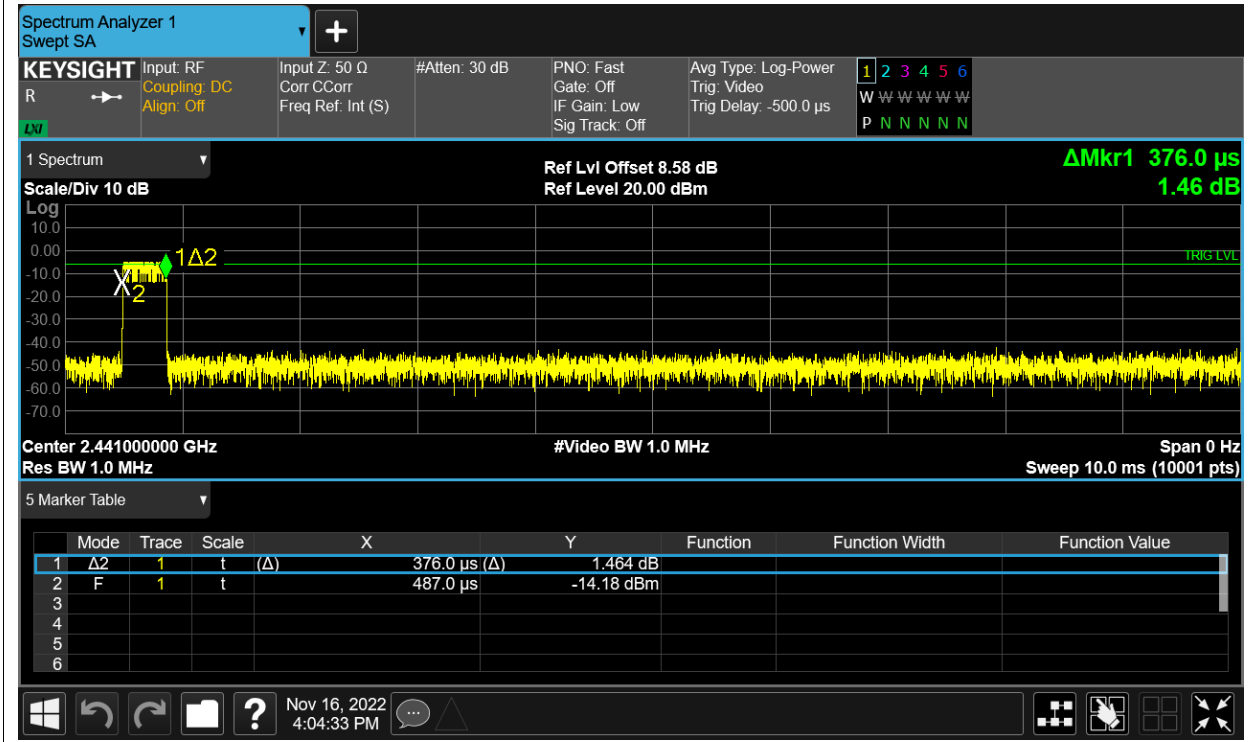 Spectrum Analyzer 1
Swept SA
KEYSIGHT
R
LXI
Input: RF
Coupling: DC
Align: Off
Input Z: 50 Ω
Corr CCorr
Freq Ref: Int (S)
#Atten: 30 dB
PNO: Fast
Gate: Off
IF Gain: Low
Sig Track: Off
Avg Type: Log-Power
Trig: Video
Trig Delay: -500.0 µs
1 2 3 4 5 6
W W W W W W
P N N N N N
1 Spectrum
Scale/Div 10 dB
Ref Lvl Offset 8.58 dB
Ref Level 20.00 dBm
ΔMkr1 376.0 µs
1.46 dB
Log
10.0
0.00
-10.0
-20.0
-30.0
-40.0
-50.0
-60.0
-70.0
1Δ2
X2
TRIG LVL
Center 2.441000000 GHz
#Video BW 1.0 MHz
Span 0 Hz
Res BW 1.0 MHz
Sweep 10.0 ms (10001 pts)
5 Marker Table
Mode Trace Scale X Y Function Function Width Function Value
1 Δ2 1 t (Δ) 376.0 µs (Δ) 1.464 dB
2 F 1 t 487.0 µs -14.18 dBm
3
4
5
6
?
Nov 16, 2022
4:04:33 PM